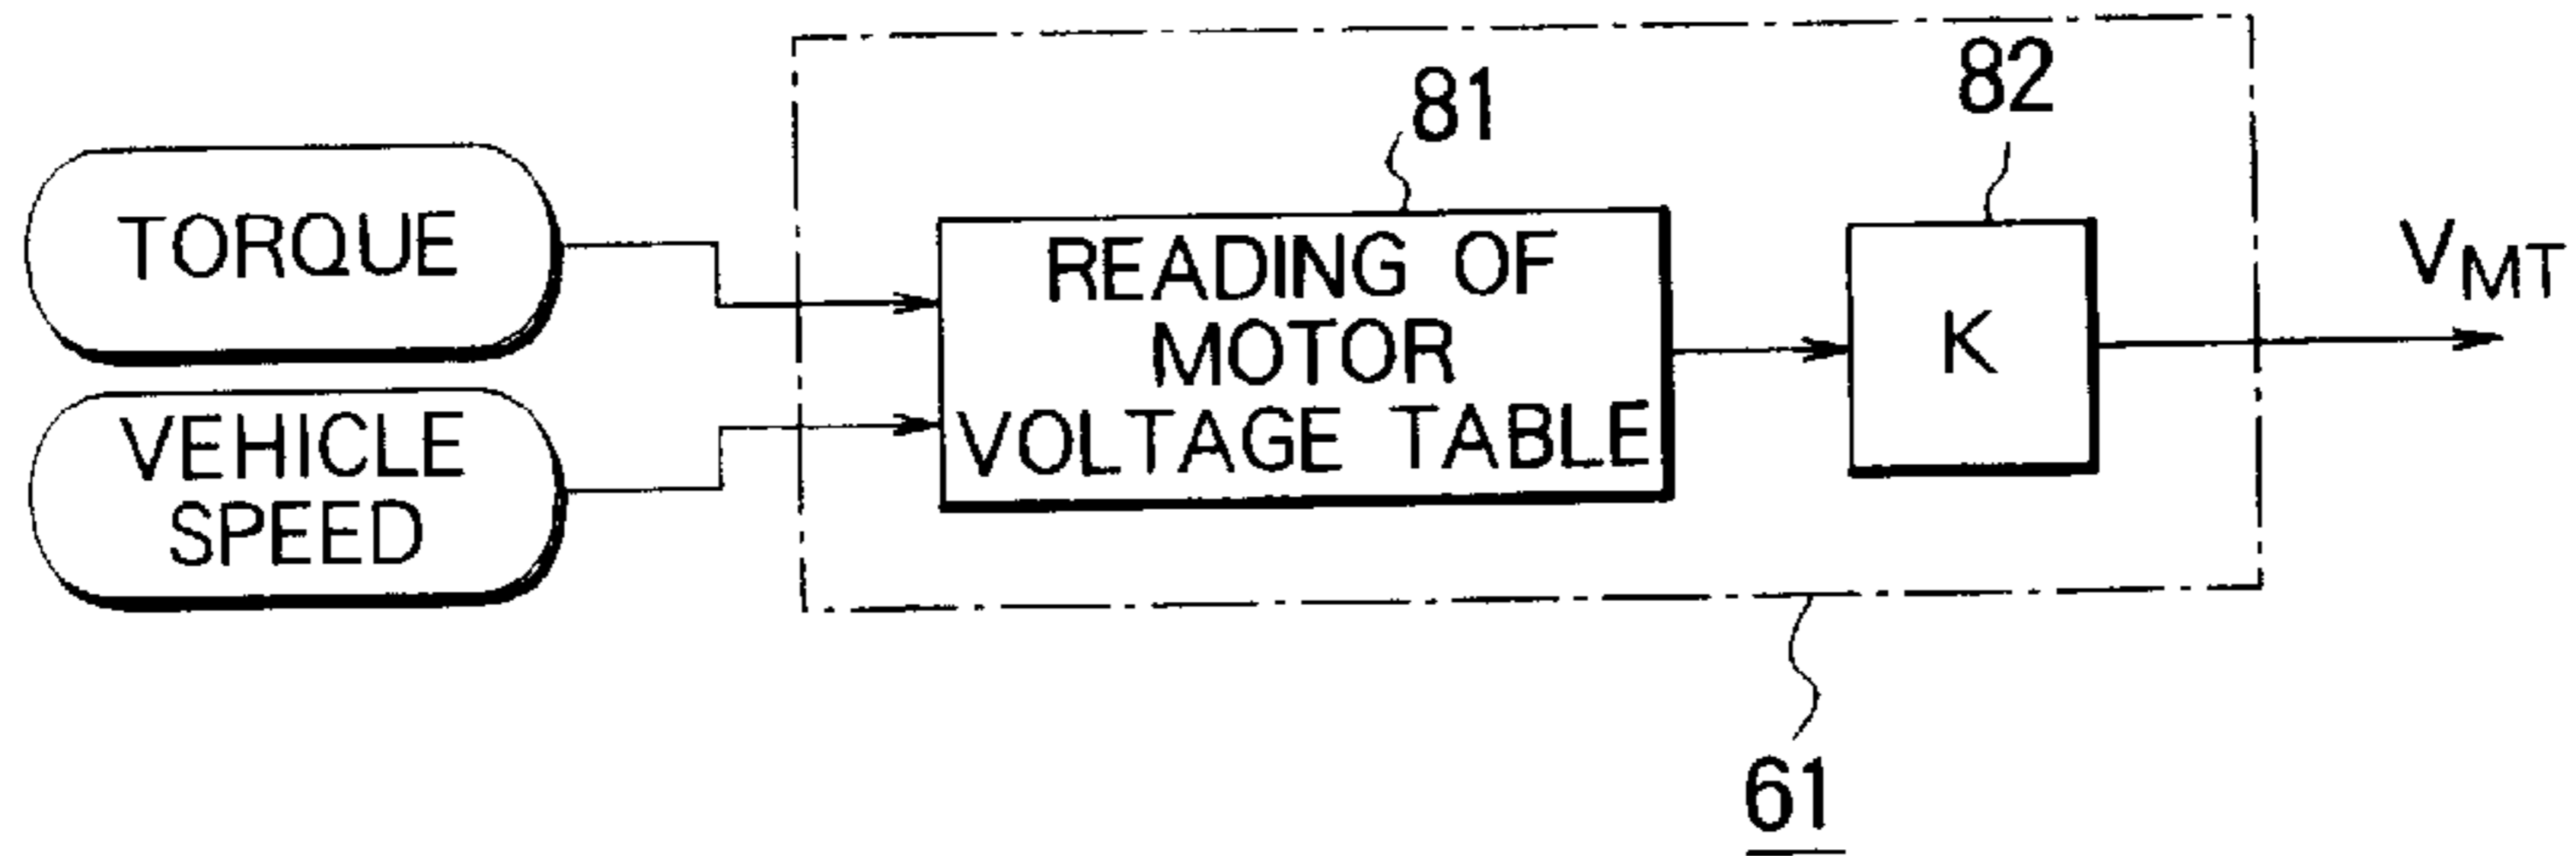 81
82
TORQUE
VEHICLE
SPEED
READING OF
MOTOR
VOLTAGE TABLE
K
VMT
61